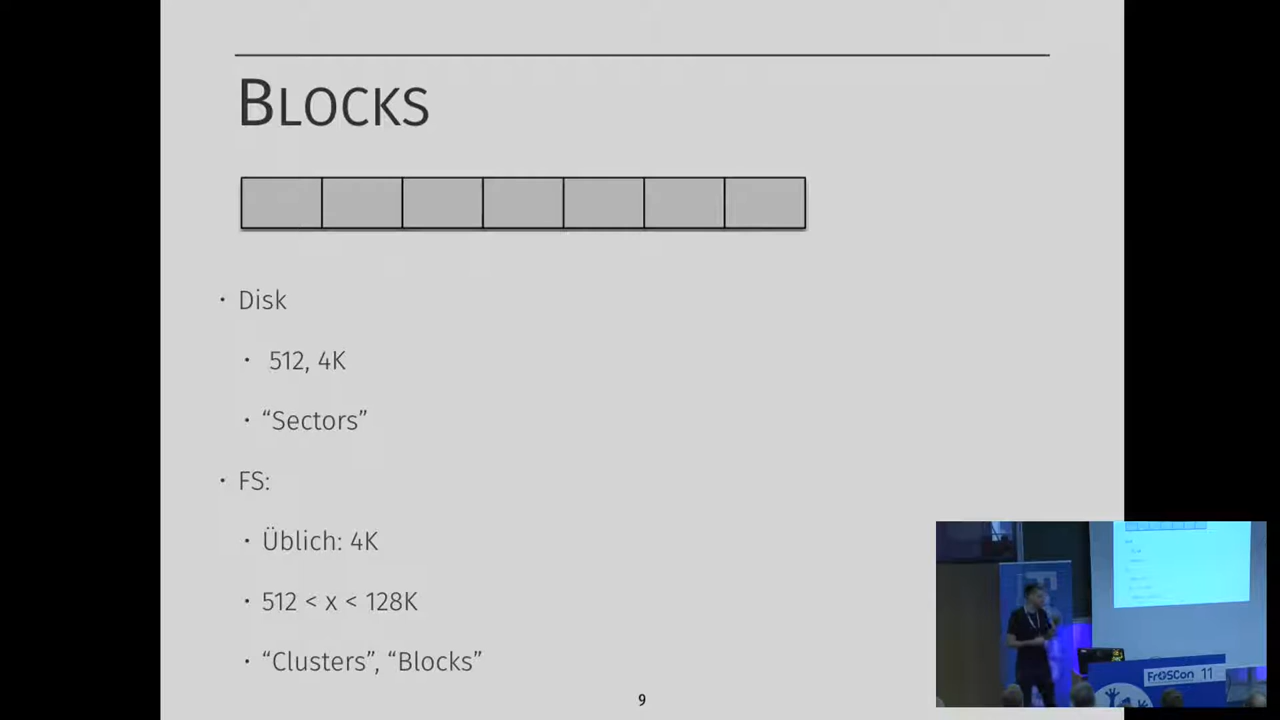 BLOCKS
• Disk
• 512, 4K
• “Sectors”
• FS:
• Üblich: 4K
• 512 < x < 128K
• “Clusters”, “Blocks”
9
FrOSCon 11